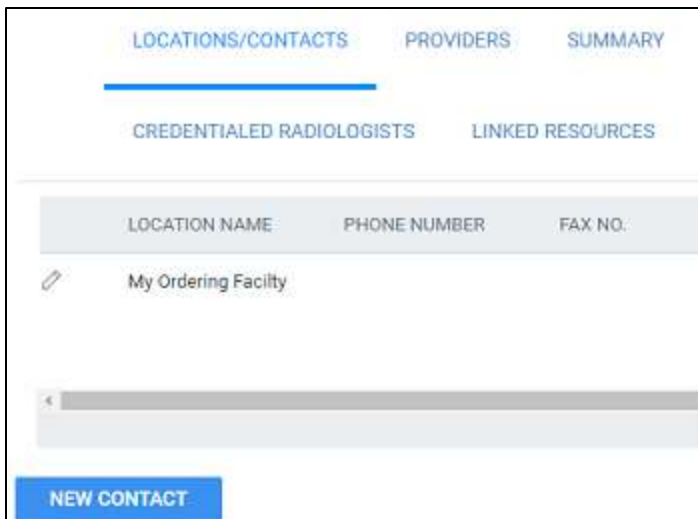 LOCATIONS/CONTACTS PROVIDERS SUMMARY
CREDENTIALED RADIOLOGISTS LINKED RESOURCES
LOCATION NAME PHONE NUMBER FAX NO.
My Ordering Facilty
NEW CONTACT